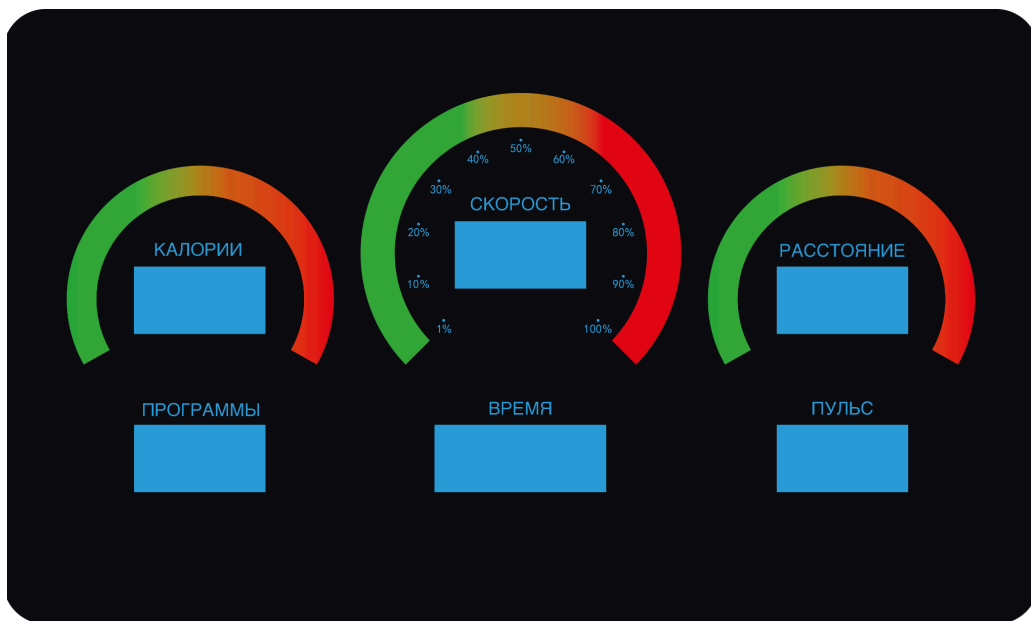 КАЛОРИИ
СКОРОСТЬ
1%
10%
20%
30%
40%
50%
60%
70%
80%
90%
100%
РАССТОЯНИЕ
ПРОГРАММЫ
ВРЕМЯ
ПУЛЬС